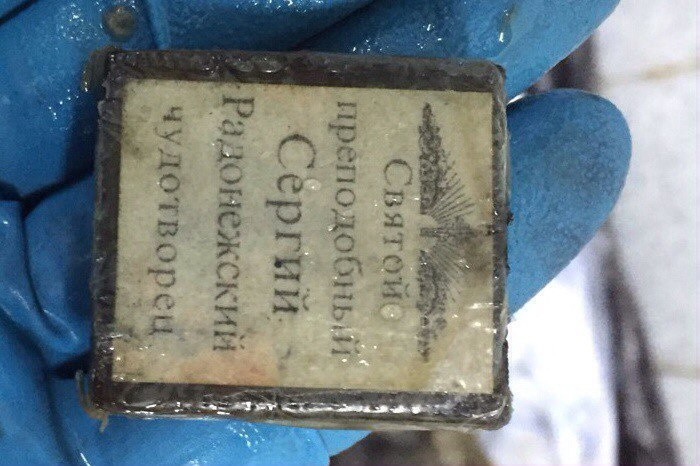 Святой
преподобный
Сергий
Радонежский
чудотворец